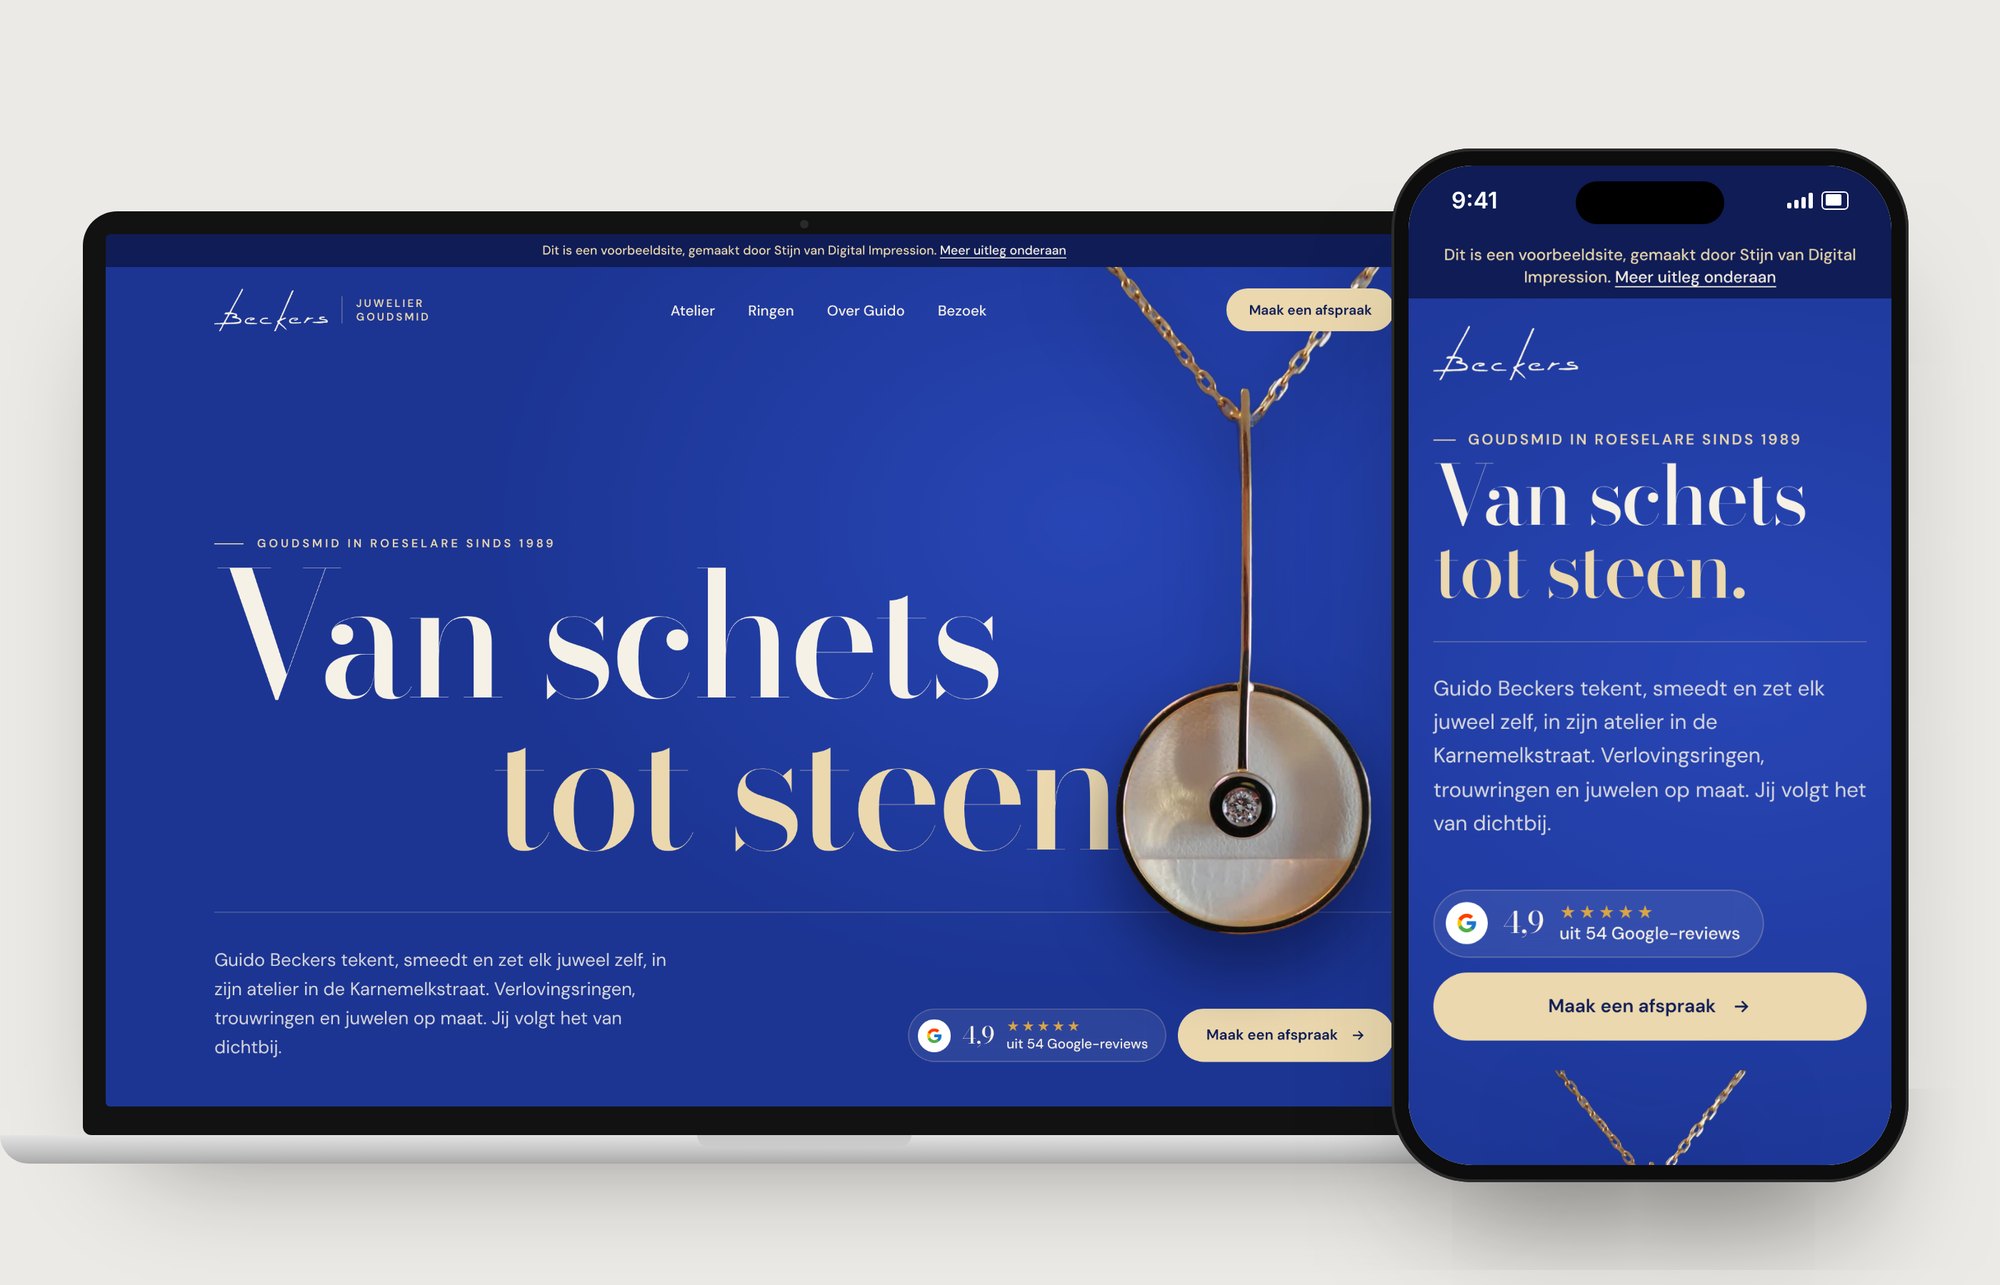 Dit is een voorbeeldsite, gemaakt door Stijn van Digital Impression. Meer uitleg onderaan
Beckers
JUWELIER
GOUDSMID
Atelier Ringen Over Guido Bezoek
Maak een afspraak
GOUDSMID IN ROESELARE SINDS 1989
Van schets
tot steen
Guido Beckers tekent, smeedt en zet elk juweel zelf, in
zijn atelier in de Karnemelkstraat. Verlovingsringen,
trouwringen en juwelen op maat. Jij volgt het van
dichtbij.
G 4,9 ★★★★★
uit 54 Google-reviews
Maak een afspraak →
9:41
Dit is een voorbeeldsite, gemaakt door Stijn van Digital
Impression. Meer uitleg onderaan
Beckers
GOUDSMID IN ROESELARE SINDS 1989
Van schets
tot steen.
Guido Beckers tekent, smeedt en zet elk
juweel zelf, in zijn atelier in de
Karnemelkstraat. Verlovingsringen,
trouwringen en juwelen op maat. Jij volgt het
van dichtbij.
G 4,9 ★★★★★
uit 54 Google-reviews
Maak een afspraak →